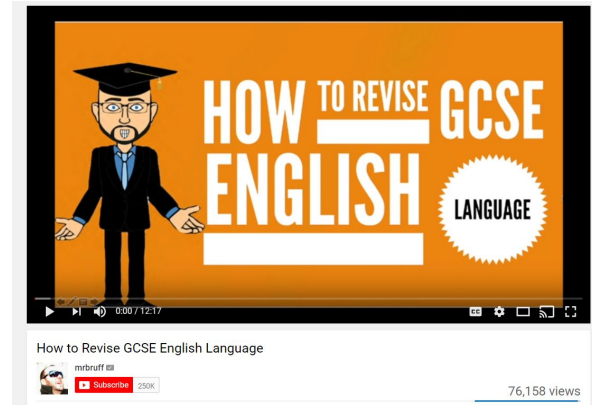 HOW TO REVISE GCSE
ENGLISH
LANGUAGE
0:00 / 12:17
CC
How to Revise GCSE English Language
mrbruff
Subscribe 250K
76,158 views